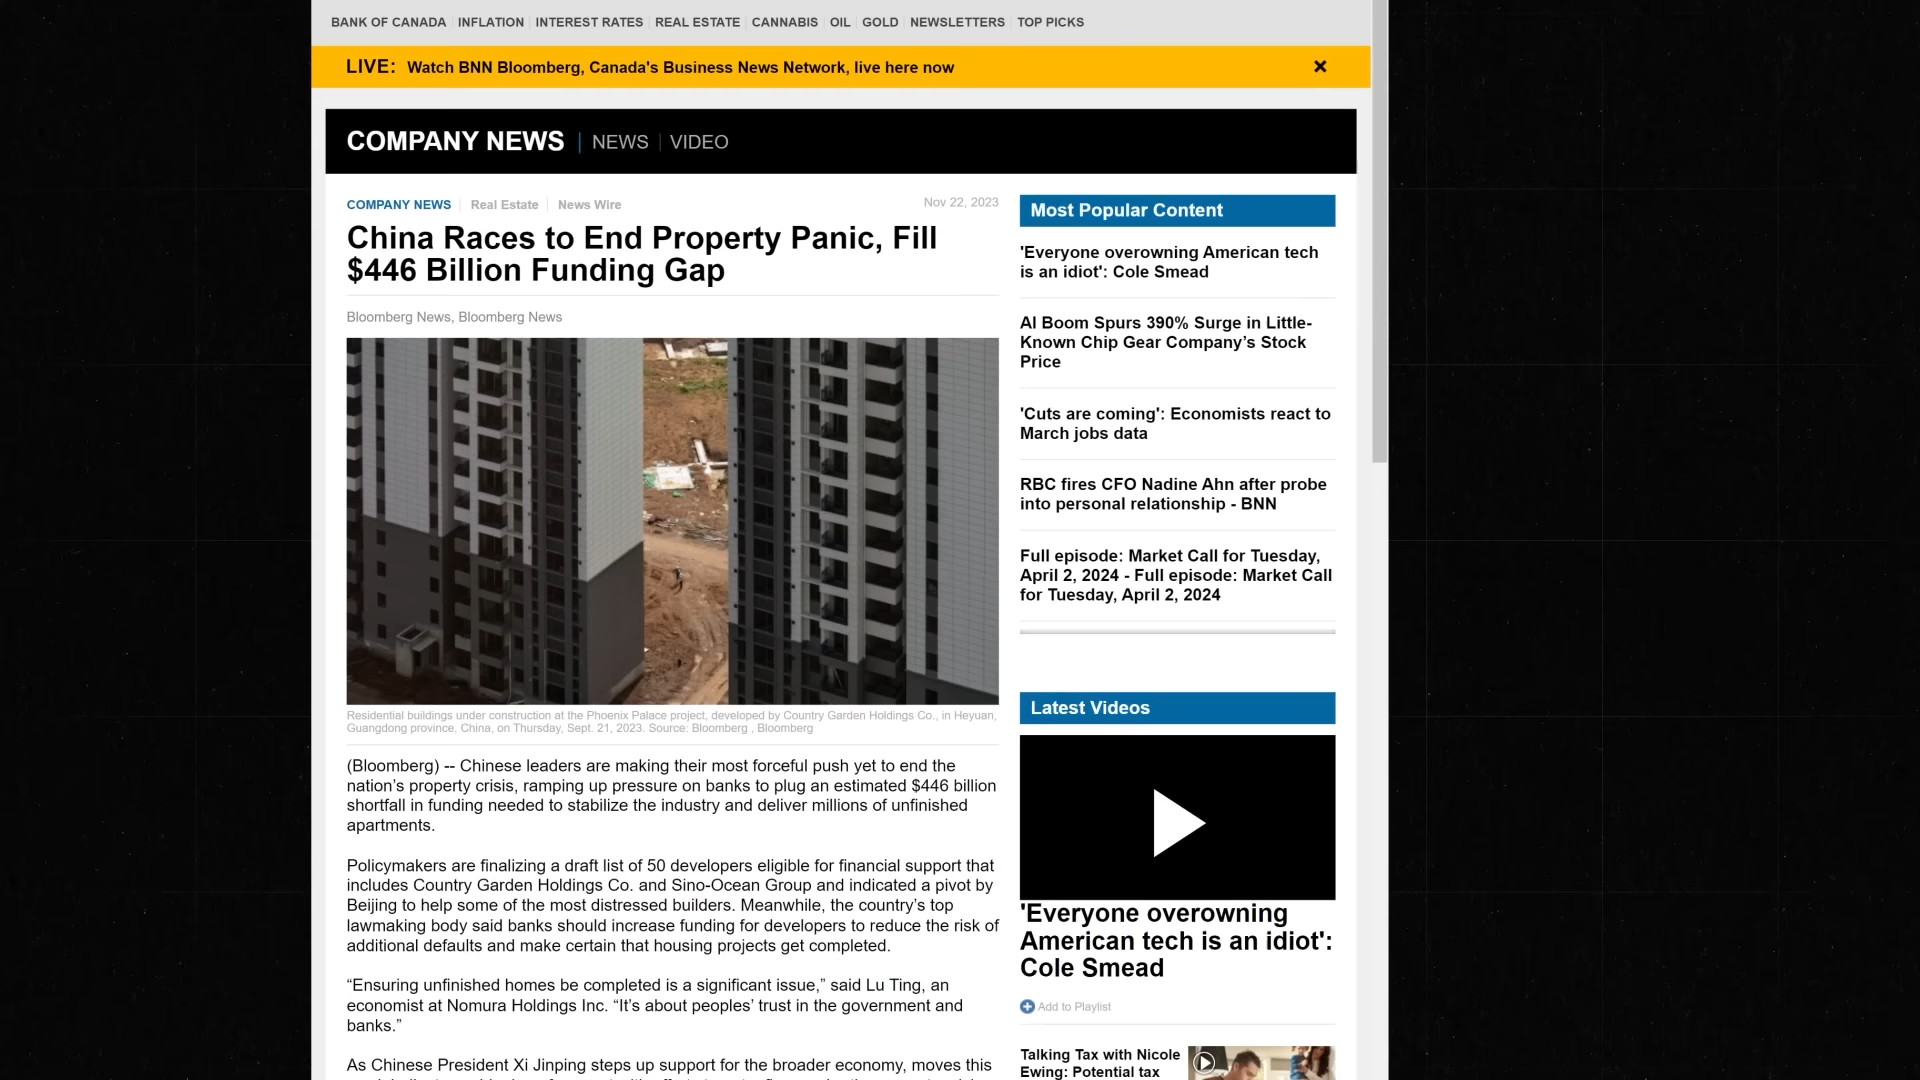 BANK OF CANADA INFLATION INTEREST RATES REAL ESTATE CANNABIS OIL GOLD NEWSLETTERS TOP PICKS
LIVE: Watch BNN Bloomberg, Canada's Business News Network, live here now
COMPANY NEWS NEWS VIDEO
COMPANY NEWS Real Estate News Wire
Nov 22, 2023
China Races to End Property Panic, Fill
$446 Billion Funding Gap
Bloomberg News, Bloomberg News
Residential buildings under construction at the Phoenix Palace project, developed by Country Garden Holdings Co., in Heyuan,
Guangdong province, China, on Thursday, Sept. 21, 2023. Source: Bloomberg , Bloomberg
(Bloomberg) -- Chinese leaders are making their most forceful push yet to end the
nation’s property crisis, ramping up pressure on banks to plug an estimated $446 billion
shortfall in funding needed to stabilize the industry and deliver millions of unfinished
apartments.
Policymakers are finalizing a draft list of 50 developers eligible for financial support that
includes Country Garden Holdings Co. and Sino-Ocean Group and indicated a pivot by
Beijing to help some of the most distressed builders. Meanwhile, the country’s top
lawmaking body said banks should increase funding for developers to reduce the risk of
additional defaults and make certain that housing projects get completed.
“Ensuring unfinished homes be completed is a significant issue,” said Lu Ting, an
economist at Nomura Holdings Inc. “It’s about peoples’ trust in the government and
banks.”
As Chinese President Xi Jinping steps up support for the broader economy, moves this
Most Popular Content
'Everyone overowning American tech
is an idiot': Cole Smead
AI Boom Spurs 390% Surge in Little-
Known Chip Gear Company’s Stock
Price
'Cuts are coming': Economists react to
March jobs data
RBC fires CFO Nadine Ahn after probe
into personal relationship - BNN
Full episode: Market Call for Tuesday,
April 2, 2024 - Full episode: Market Call
for Tuesday, April 2, 2024
Latest Videos
'Everyone overowning
American tech is an idiot':
Cole Smead
Add to Playlist
Talking Tax with Nicole
Ewing: Potential tax